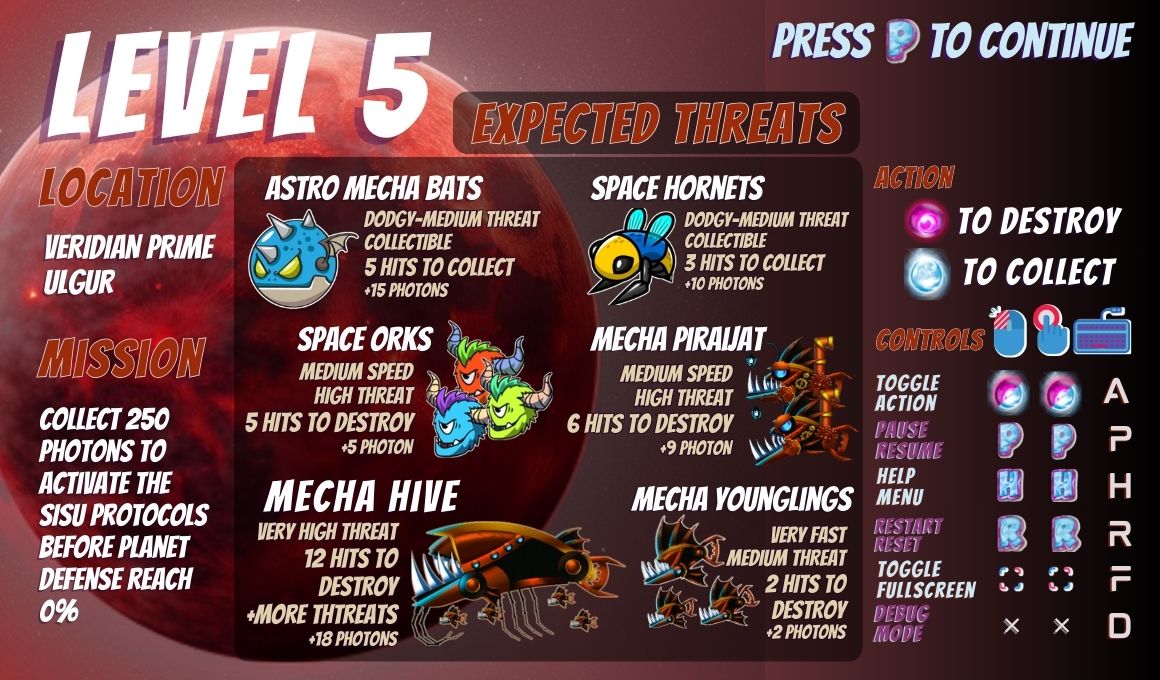 LEVEL 5
PRESS P TO CONTINUE
EXPECTED THREATS
LOCATION
VERIDIAN PRIME
ULGUR
MISSION
COLLECT 250
PHOTONS TO
ACTIVATE THE
SISU PROTOCOLS
BEFORE PLANET
DEFENSE REACH
0%
ASTRO MECHA BATS
DODGY-MEDIUM THREAT
COLLECTIBLE
5 HITS TO COLLECT
+15 PHOTONS
SPACE HORNETS
DODGY-MEDIUM THREAT
COLLECTIBLE
3 HITS TO COLLECT
+10 PHOTONS
SPACE ORKS
MEDIUM SPEED
HIGH THREAT
5 HITS TO DESTROY
+5 PHOTON
MECHA PIRAIJAT
MEDIUM SPEED
HIGH THREAT
6 HITS TO DESTROY
+9 PHOTON
MECHA HIVE
VERY HIGH THREAT
12 HITS TO
DESTROY
+MORE THTREATS
+18 PHOTONS
MECHA YOUNGLINGS
VERY FAST
MEDIUM THREAT
2 HITS TO
DESTROY
+2 PHOTONS
ACTION
TO DESTROY
TO COLLECT
CONTROLS
TOGGLE
ACTION
A
PAUSE
RESUME
P P P
HELP
MENU
H H H
RESTART
RESET
R R R
TOGGLE
FULLSCREEN
F
DEBUG
MODE
× × D